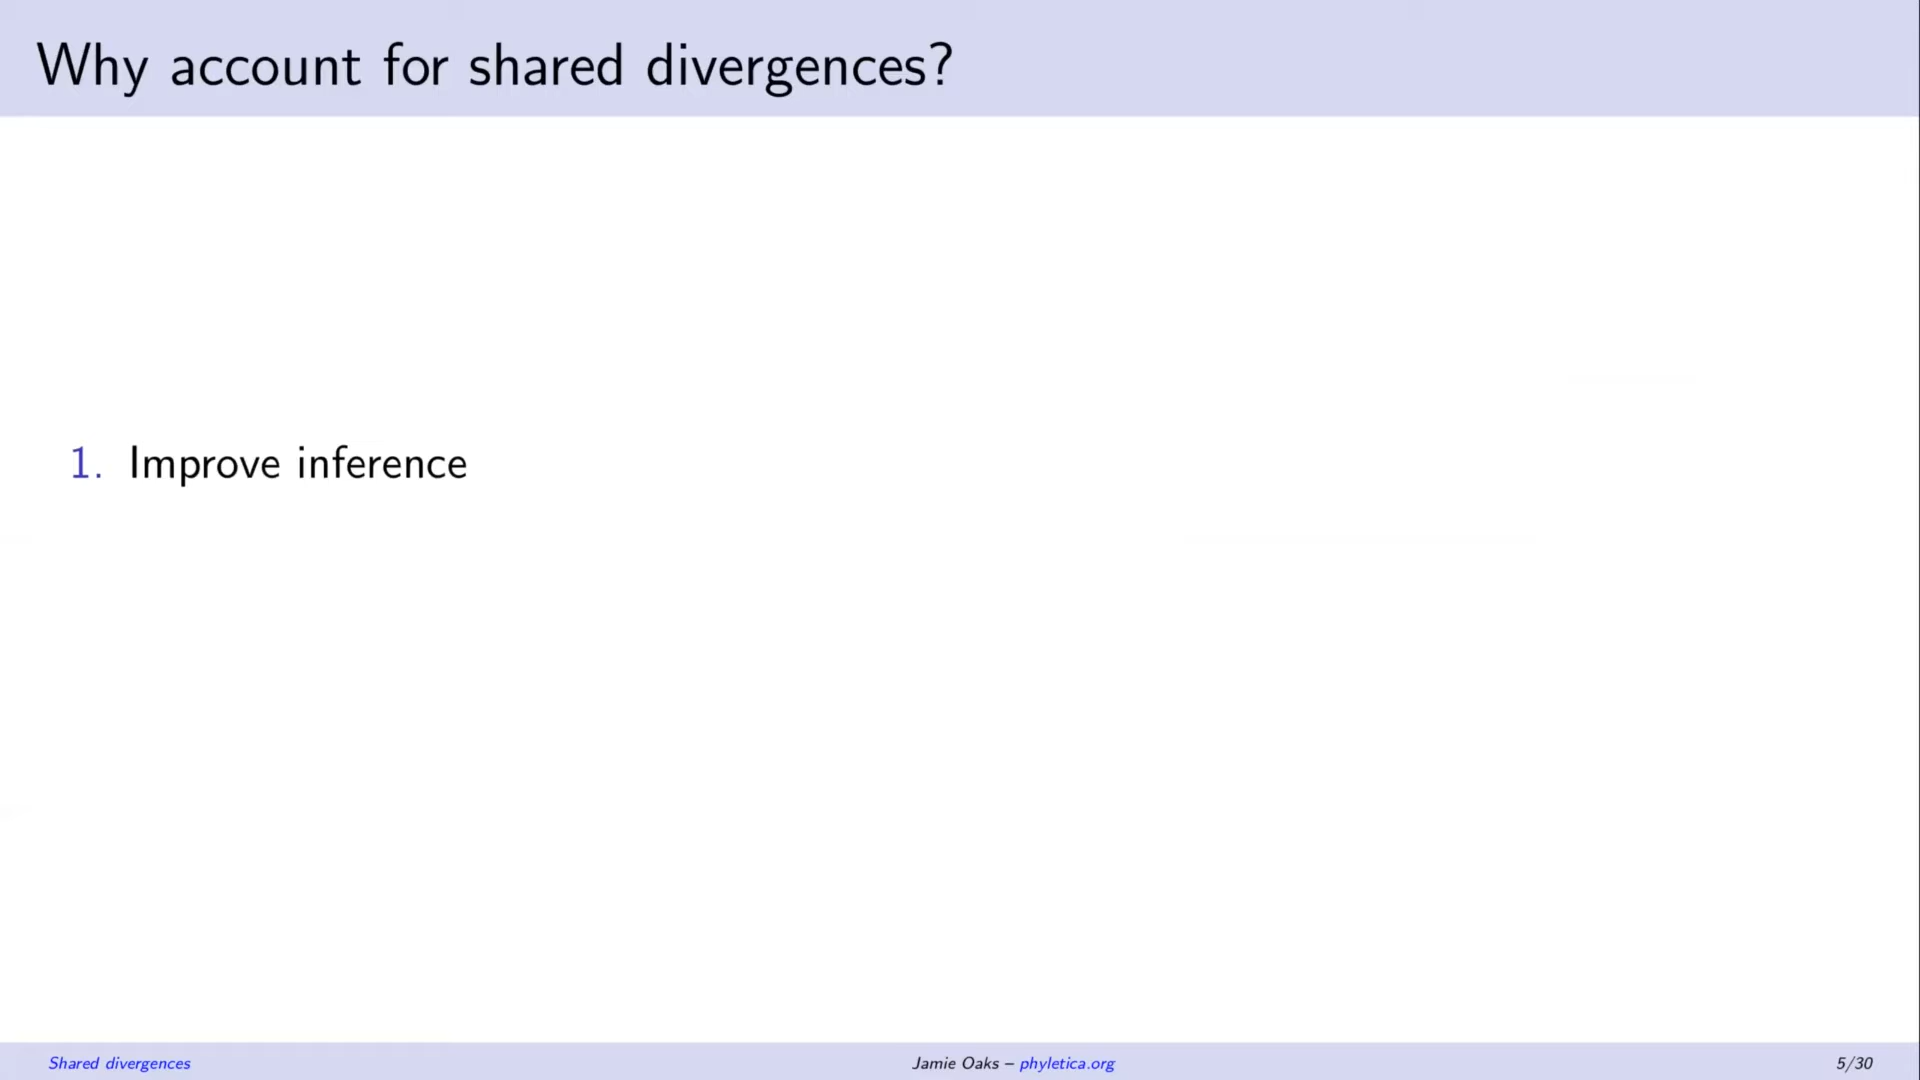 Why account for shared divergences?
1. Improve inference
Shared divergences
Jamie Oaks – phyletica.org
5/30